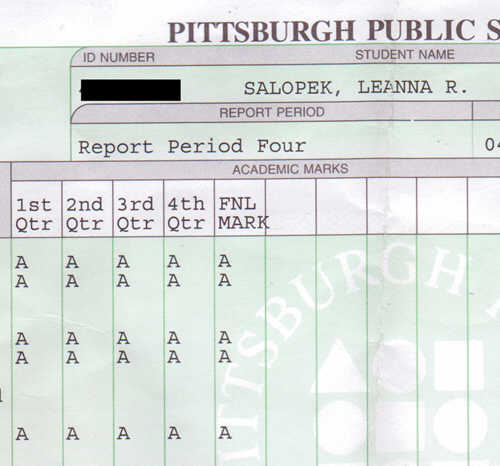 PITTSBURGH PUBLIC
ID NUMBER STUDENT NAME
SALOPEK, LEANNA R.
REPORT PERIOD
Report Period Four 04
ACADEMIC MARKS
1st 2nd 3rd 4th FNL
Qtr Qtr Qtr Qtr MARK
A A A A A
A A A A A
A A A A A
A A A A A
A A A A A
PITTSBURGH